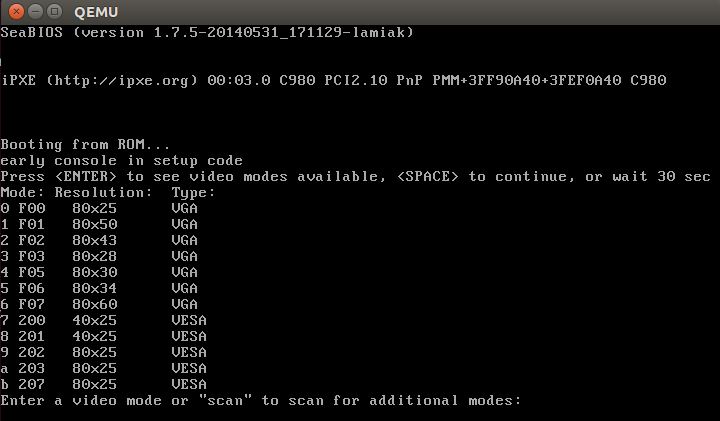 QEMU
SeaBIOS (version 1.7.5-20140531_171129-lamiak)
iPXE (http://ipxe.org) 00:03.0 C980 PCI2.10 PnP PMM+3FF90A40+3FEF0A40 C980
Booting from ROM...
early console in setup code
Press <ENTER> to see video modes available, <SPACE> to continue, or wait 30 sec
Mode: Resolution:  Type:
0 F00   80x25      VGA
1 F01   80x50      VGA
2 F02   80x43      VGA
3 F03   80x28      VGA
4 F05   80x30      VGA
5 F06   80x34      VGA
6 F07   80x60      VGA
7 200   40x25      VESA
8 201   40x25      VESA
9 202   80x25      VESA
a 203   80x25      VESA
b 207   80x25      VESA
Enter a video mode or "scan" to scan for additional modes: